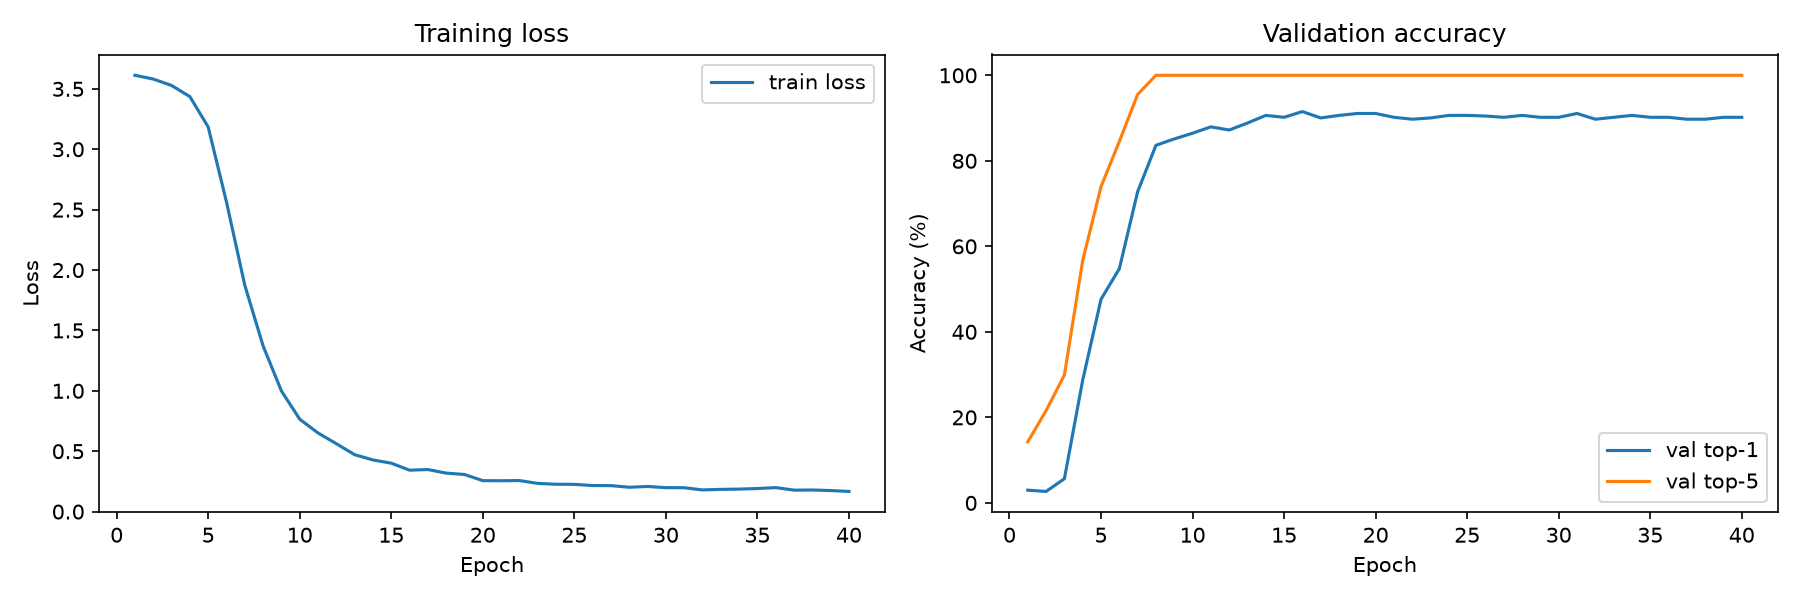 Training loss
train loss
3.5
3.0
2.5
2.0
1.5
1.0
0.5
0.0
Loss
0 5 10 15 20 25 30 35 40
Epoch
Validation accuracy
100
80
60
40
20
0
Accuracy (%)
val top-1
val top-5
0 5 10 15 20 25 30 35 40
Epoch